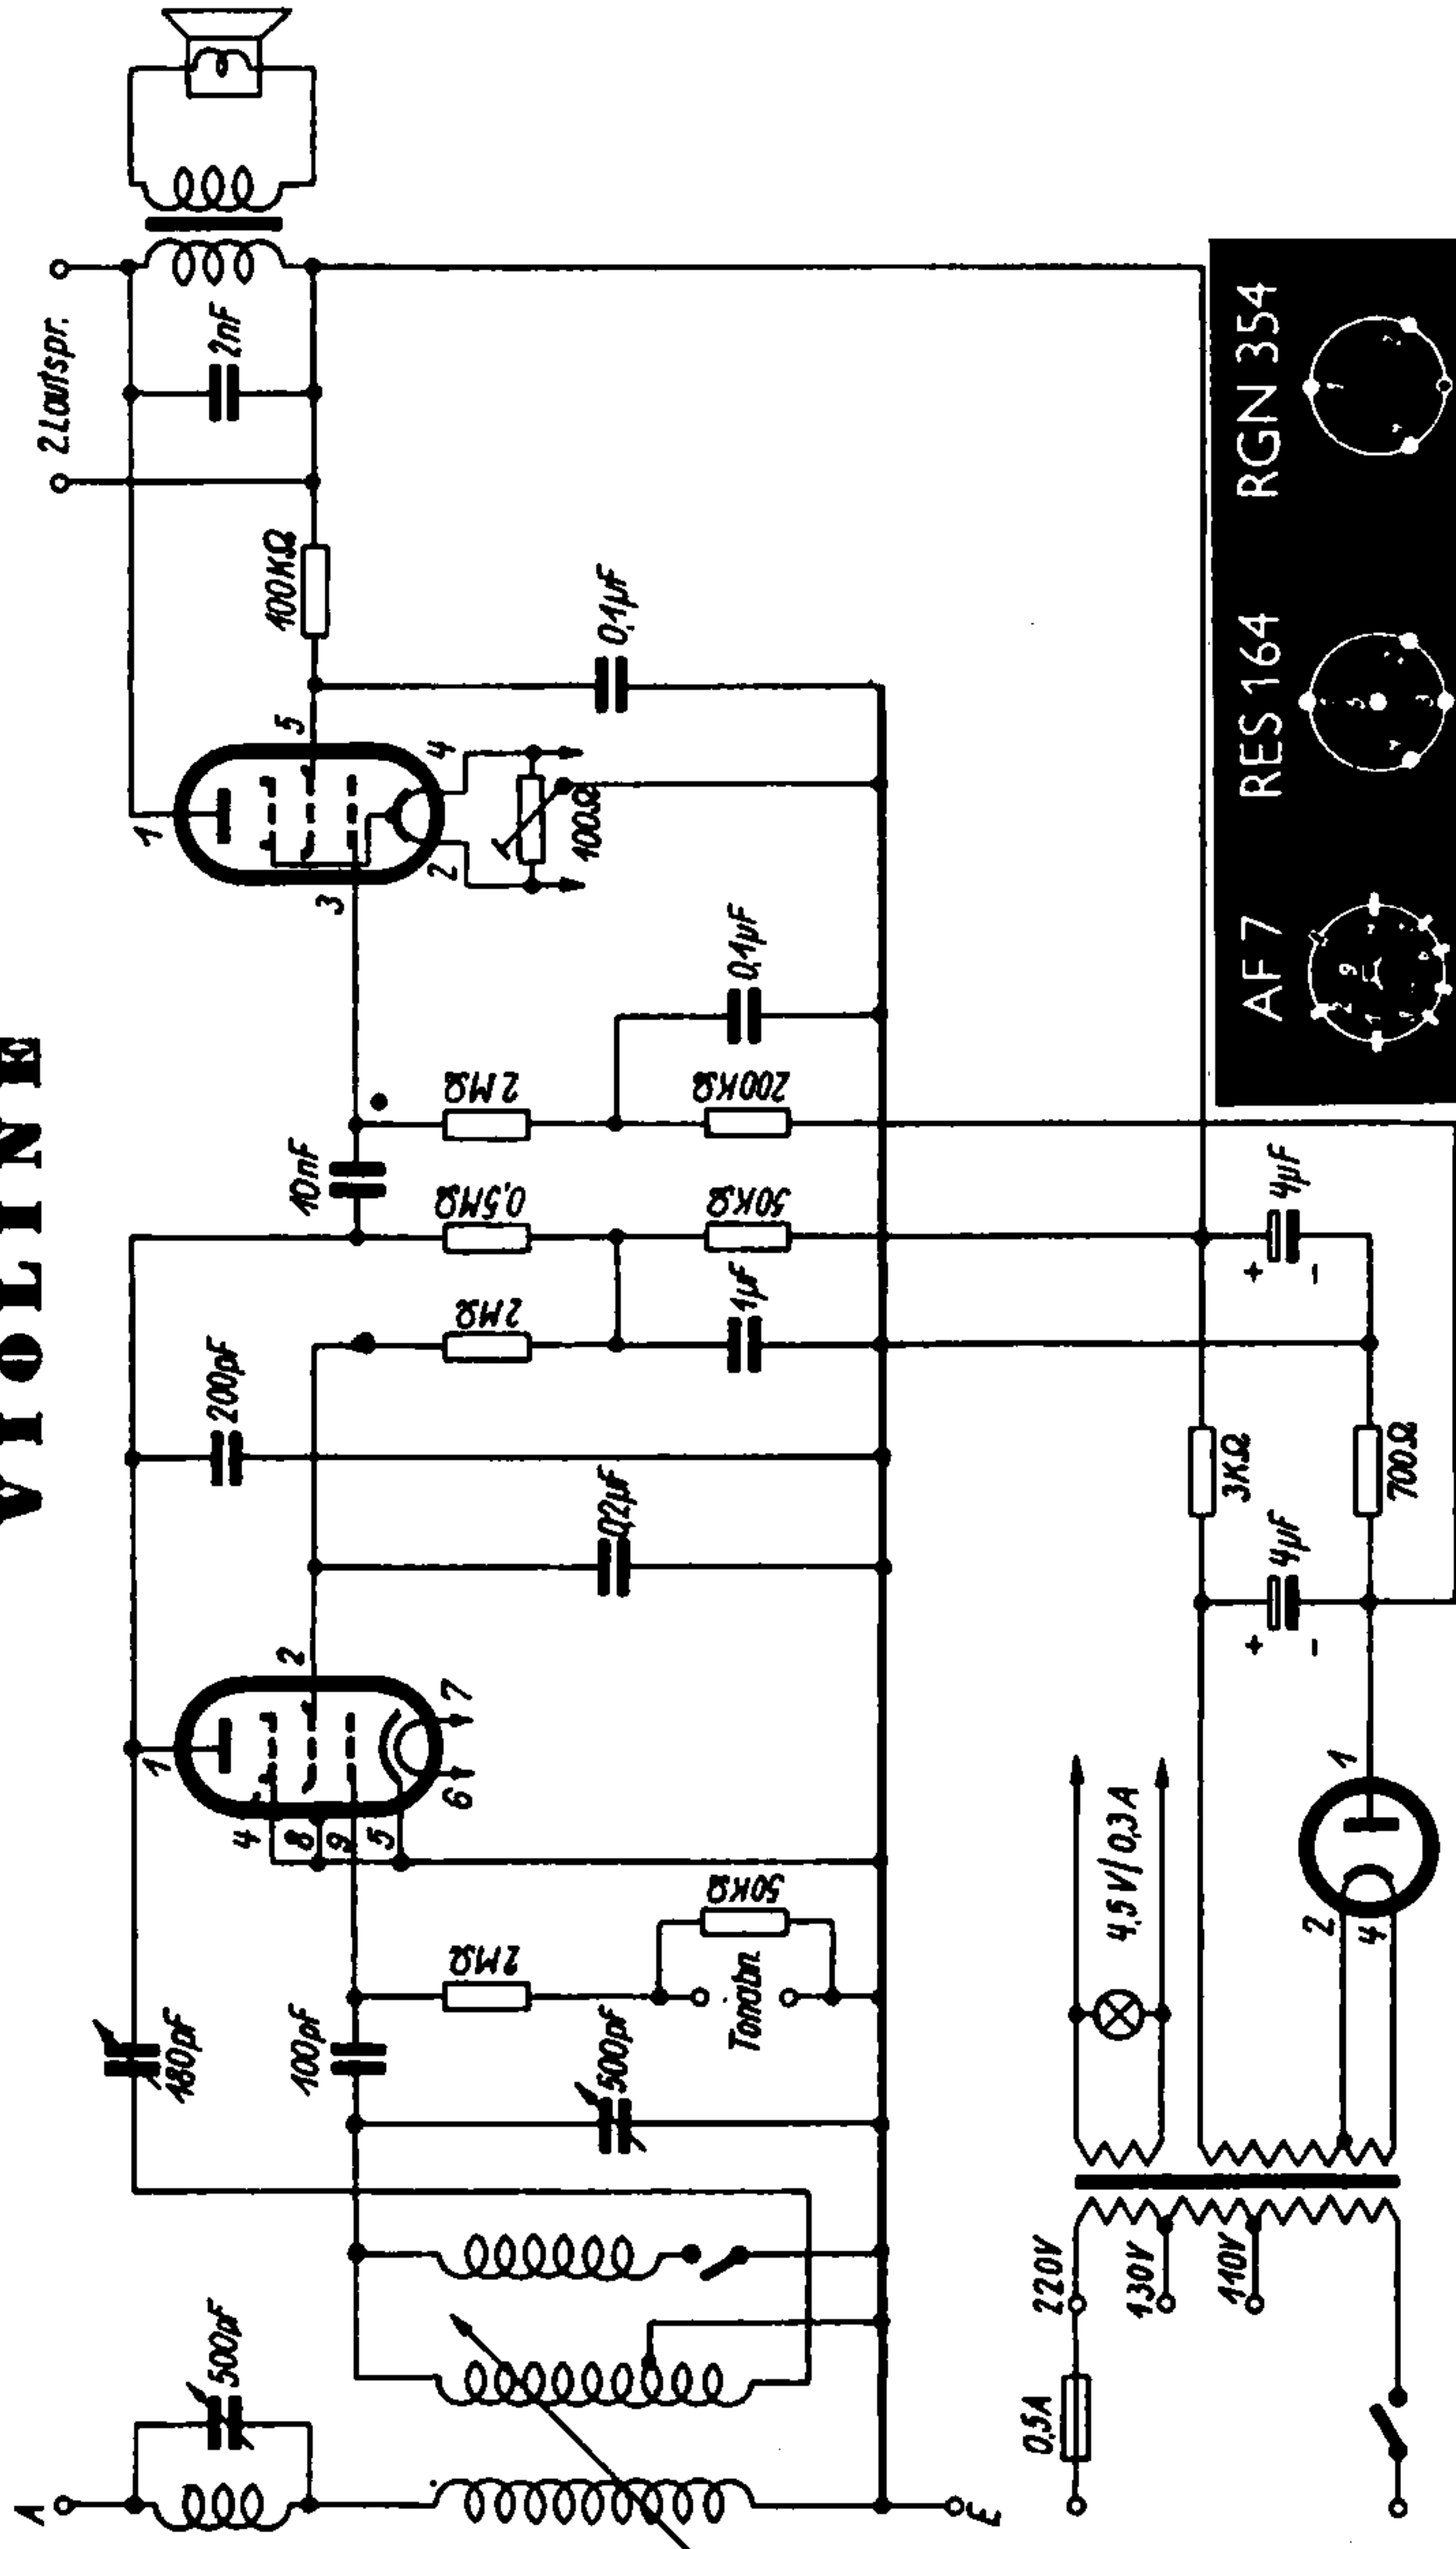 VIOLINE
A
500pF
180pF
200pF
2.Lautspr.
2nF
1
4
8
9
5
2
6
7
100pF
2MΩ
500pF
Tonabn.
50KΩ
0,2µF
10nF
2MΩ
0,5MΩ
2MΩ
1µF
50KΩ
200KΩ
0,1µF
1
3
5
2
4
100Ω
100KΩ
0,1µF
E
0,5A
220V
130V
110V
4,5V/0,3A
2
4
1
+
-
4µF
3KΩ
700Ω
+
-
4µF
AF 7
RES 164
RGN 354
9
1